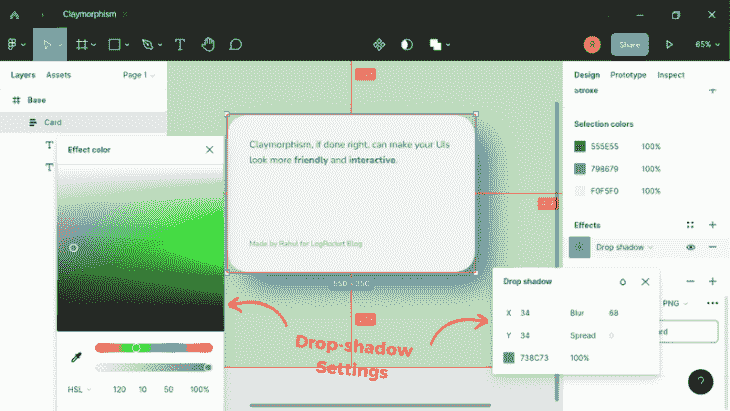 Claymorphism
Share
65%
Layers
Assets
Page 1
Base
Card
T
T
Effect color
HSL
120
10
50
100%
Claymorphism, if done right, can make your UIs
look more friendly and interactive.
Made by Rahul for LogRocket Blog
Drop-shadow
Settings
Design
Prototype
Inspect
Stroke
Selection colors
555E55
100%
798679
100%
F0F5F0
100%
Effects
Drop shadow
PNG
Drop shadow
X
34
Blur
68
Y
34
Spread
0
738C73
100%
?